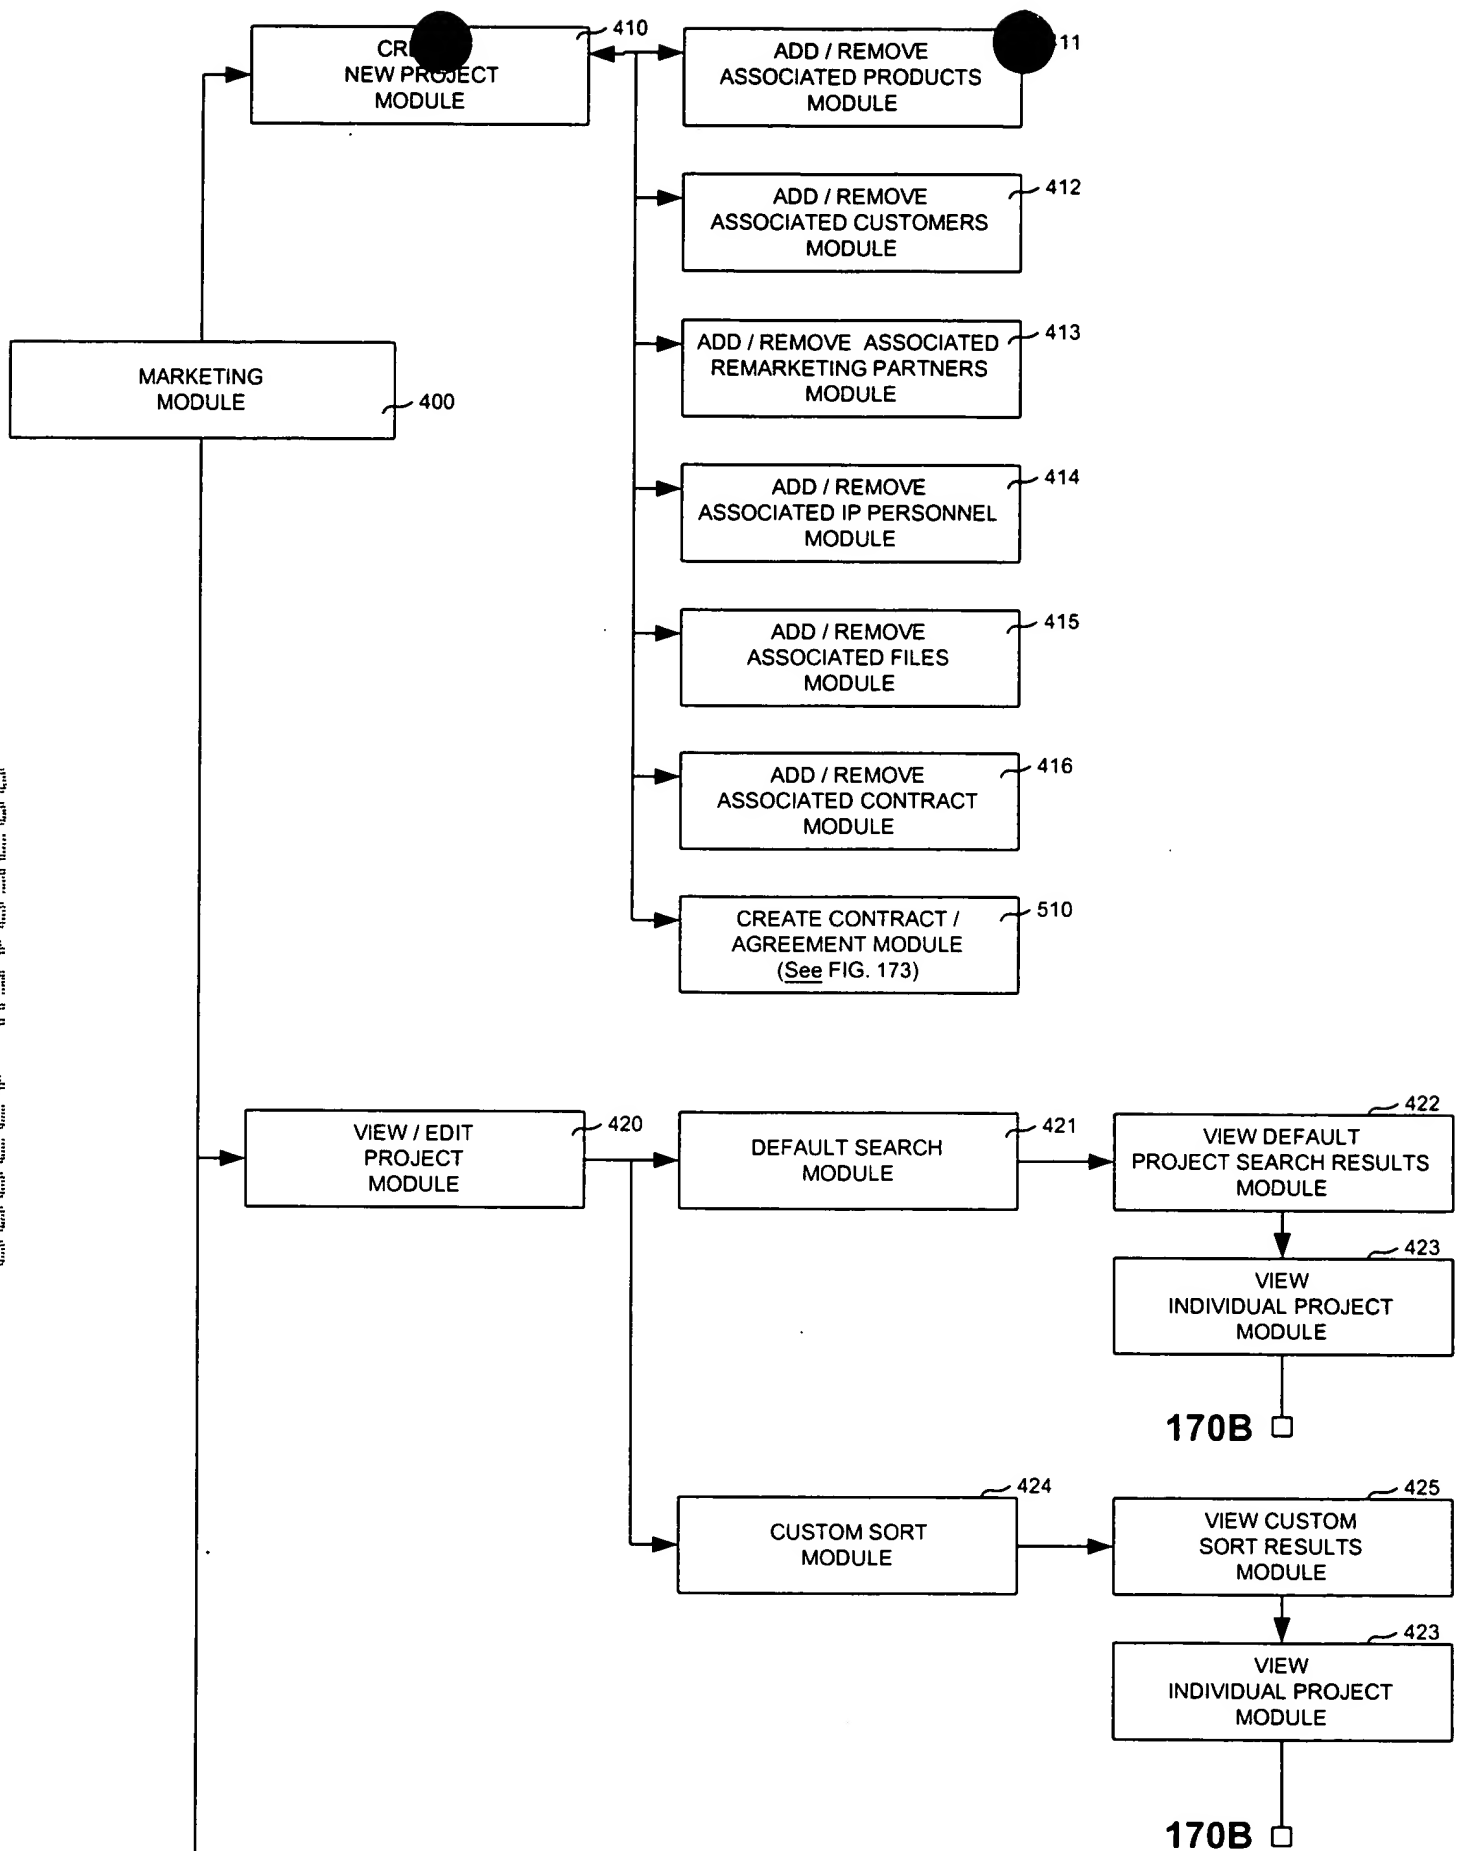 410
NEW PROJECT
MODULE
ADD / REMOVE
ASSOCIATED PRODUCTS
MODULE
ADD / REMOVE
ASSOCIATED CUSTOMERS
MODULE
412
ADD / REMOVE ASSOCIATED
REMARKETING PARTNERS
MODULE
413
MARKETING
MODULE
400
ADD / REMOVE
ASSOCIATED IP PERSONNEL
MODULE
414
ADD / REMOVE
ASSOCIATED FILES
MODULE
415
ADD / REMOVE
ASSOCIATED CONTRACT
MODULE
416
CREATE CONTRACT /
AGREEMENT MODULE
(See FIG. 173)
510
VIEW / EDIT
PROJECT
MODULE
420
DEFAULT SEARCH
MODULE
421
422
VIEW DEFAULT
PROJECT SEARCH RESULTS
MODULE
423
VIEW
INDIVIDUAL PROJECT
MODULE
170B
424
CUSTOM SORT
MODULE
425
VIEW CUSTOM
SORT RESULTS
MODULE
423
VIEW
INDIVIDUAL PROJECT
MODULE
170B